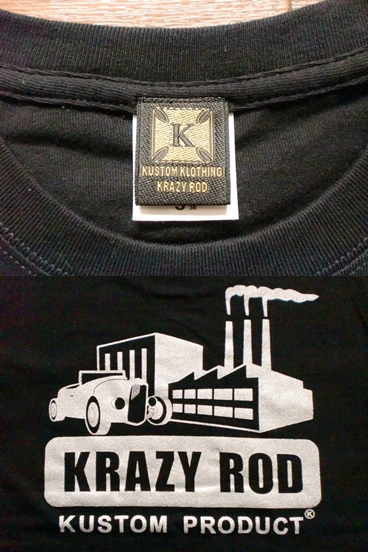 K
KUSTOM KLOTHING
KRAZY ROD
KRAZY ROD
KUSTOM PRODUCT®